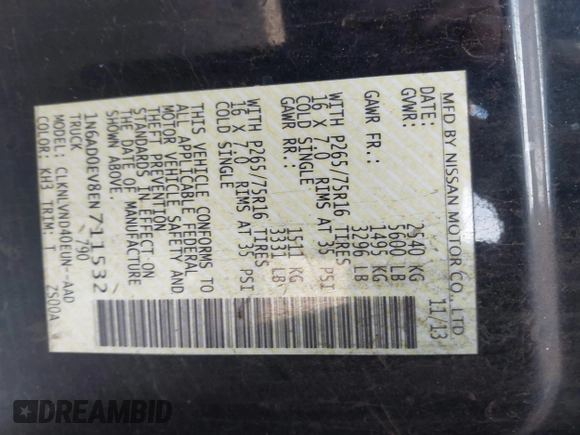 MFD BY NISSAN MOTOR CO., LTD
DATE: 11/13
GVWR: 2540 KG
5600 LB
GAWR FR.: 1495 KG
3296 LB
WITH P265/75R16 TIRES
16 X 7.0 RIMS AT 35 PSI
COLD SINGLE
GAWR RR.: 1511 KG
3331 LB
WITH P265/75R16 TIRES
16 X 7.0 RIMS AT 35 PSI
COLD SINGLE
THIS VEHICLE CONFORMS TO
ALL APPLICABLE FEDERAL
MOTOR VEHICLE SAFETY AND
THEFT PREVENTION
STANDARDS IN EFFECT ON
THE DATE OF MANUFACTURE
SHOWN ABOVE.
1N6AD0EV8EN711532
TRUCK 790
MODEL: CLKNLVND40EUN--AAD
COLOR: KH3 TRIM: T ZS00A
DREAMBID